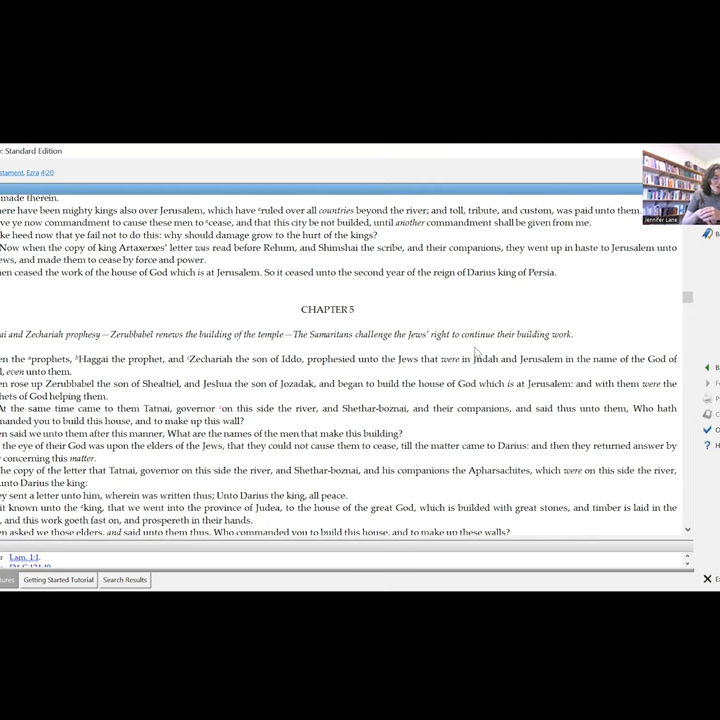 : Standard Edition
stament, Ezra 4:20
made therein.
ere have been mighty kings also over Jerusalem, which have aruled over all countries beyond the river; and toll, tribute, and custom, was paid unto them.
ve ye now commandment to cause these men to acease, and that this city be not builded, until another commandment shall be given from me.
ke heed now that ye fail not to do this: why should damage grow to the hurt of the kings?
Now when the copy of king Artaxerxes' letter was read before Rehum, and Shimshai the scribe, and their companions, they went up in haste to Jerusalem unto
ews, and made them to cease by force and power.
en ceased the work of the house of God which is at Jerusalem. So it ceased unto the second year of the reign of Darius king of Persia.
CHAPTER 5
ai and Zechariah prophesy—Zerubbabel renews the building of the temple—The Samaritans challenge the Jews' right to continue their building work.
en the aprophets, bHaggai the prophet, and cZechariah the son of Iddo, prophesied unto the Jews that were in Judah and Jerusalem in the name of the God of
l, even unto them.
en rose up Zerubbabel the son of Shealtiel, and Jeshua the son of Jozadak, and began to build the house of God which is at Jerusalem: and with them were the
hets of God helping them.
At the same time came to them Tatnai, governor con this side the river, and Shethar-boznai, and their companions, and said thus unto them, Who hath
manded you to build this house, and to make up this wall?
en said we unto them after this manner, What are the names of the men that make this building?
the eye of their God was upon the elders of the Jews, that they could not cause them to cease, till the matter came to Darius: and then they returned answer by
concerning this matter.
he copy of the letter that Tatnai, governor on this side the river, and Shethar-boznai, and his companions the Apharsachites, which were on this side the river,
unto Darius the king:
ey sent a letter unto him, wherein was written thus; Unto Darius the king, all peace.
it known unto the dking, that we went into the province of Judea, to the house of the great God, which is builded with great stones, and timber is laid in the
, and this work goeth fast on, and prospereth in their hands.
en asked we those elders, and said unto them thus, Who commanded you to build this house, and to make up these walls?
a Lam. 1:1.
tures
Getting Started Tutorial
Search Results
Jennifer Lane